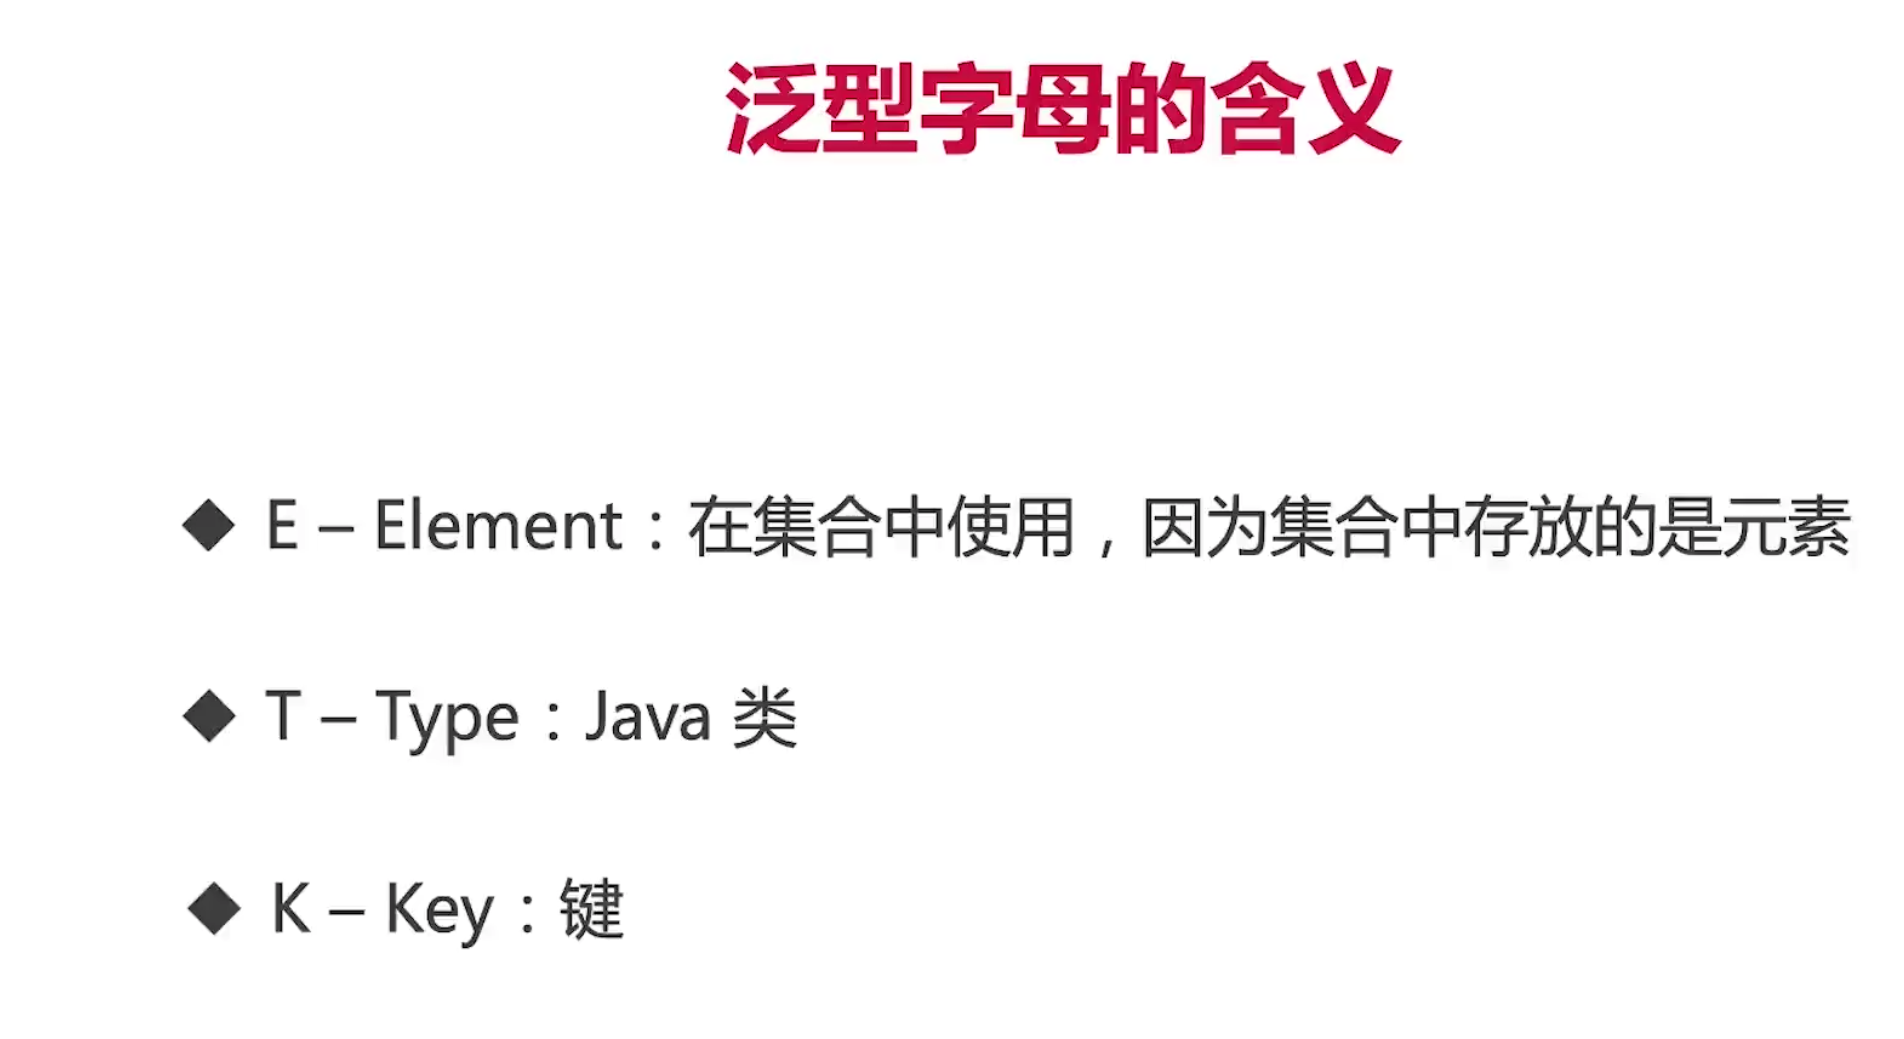 泛型字母的含义
◆ E – Element：在集合中使用，因为集合中存放的是元素
◆ T – Type：Java 类
◆ K – Key：键